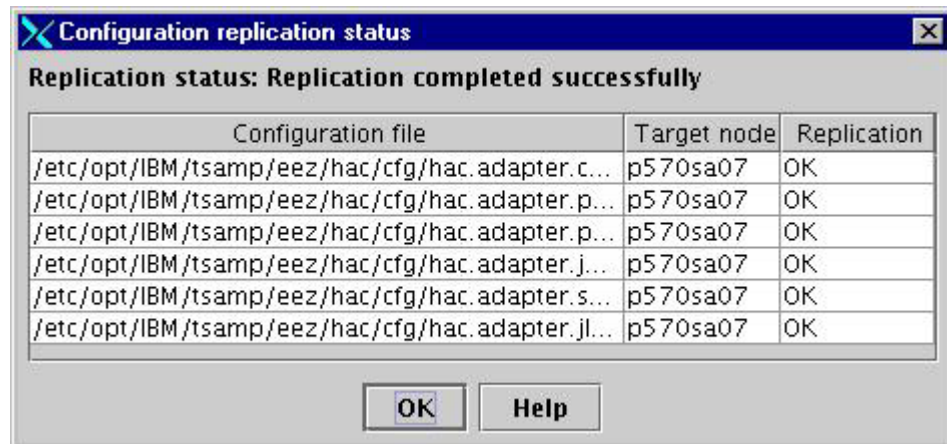 Configuration replication status
Replication status: Replication completed successfully
Configuration file Target node Replication
/etc/opt/IBM/tsamp/eez/hac/cfg/hac.adapter.c... p570sa07 OK
/etc/opt/IBM/tsamp/eez/hac/cfg/hac.adapter.p... p570sa07 OK
/etc/opt/IBM/tsamp/eez/hac/cfg/hac.adapter.p... p570sa07 OK
/etc/opt/IBM/tsamp/eez/hac/cfg/hac.adapter.j... p570sa07 OK
/etc/opt/IBM/tsamp/eez/hac/cfg/hac.adapter.s... p570sa07 OK
/etc/opt/IBM/tsamp/eez/hac/cfg/hac.adapter.jl... p570sa07 OK
OK Help